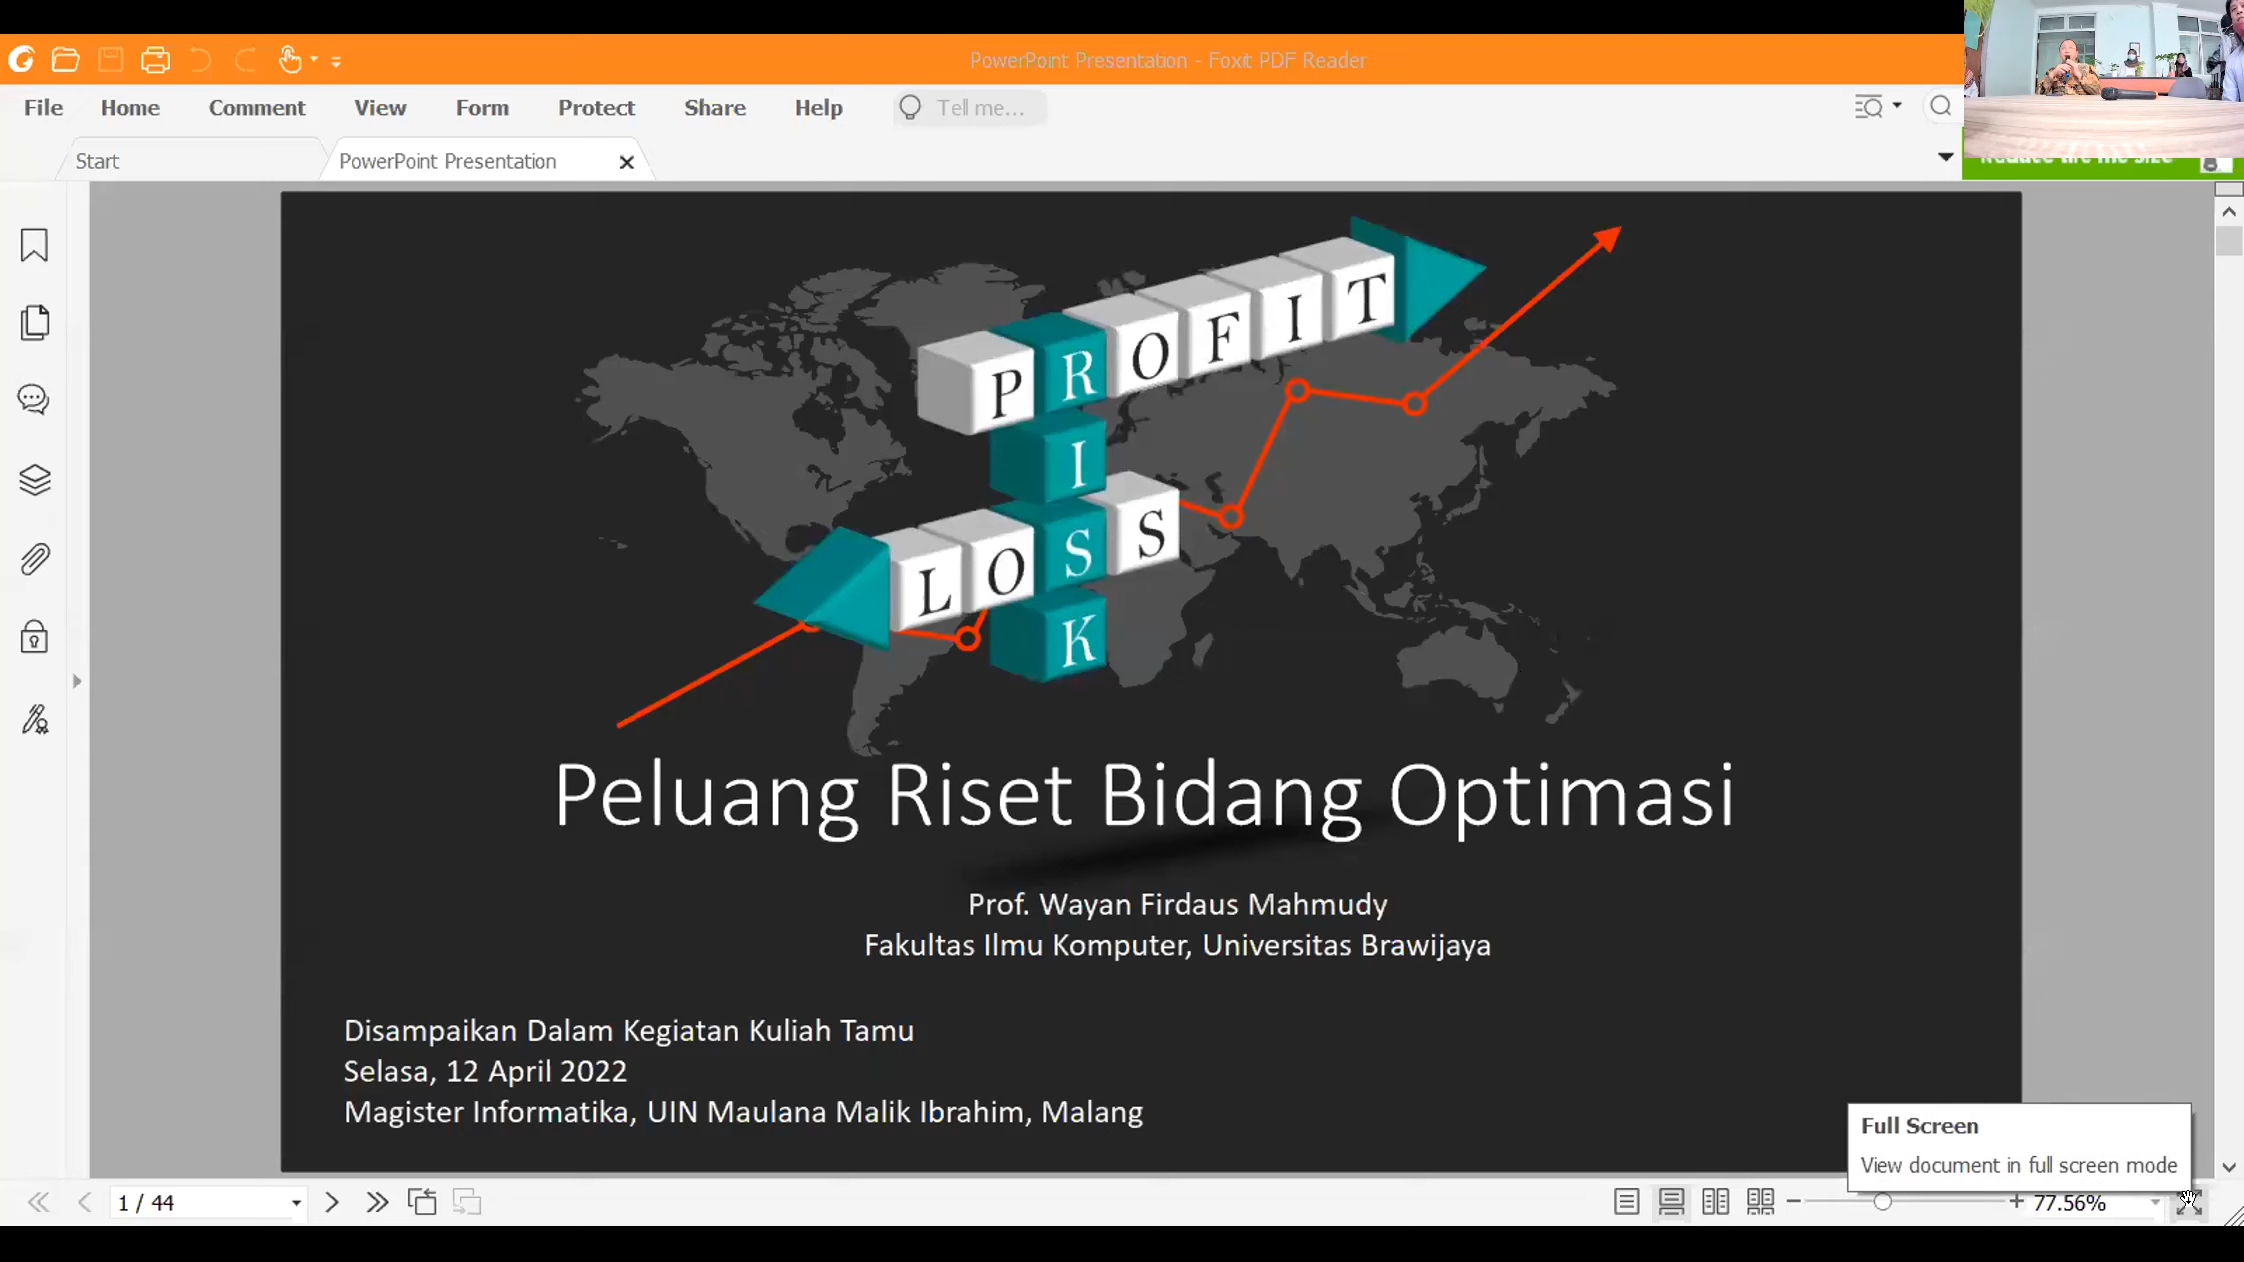 PowerPoint Presentation - Foxit PDF Reader
File Home Comment View Form Protect Share Help Tell me...
Start PowerPoint Presentation
PROFIT
RISK
LOSS
Peluang Riset Bidang Optimasi
Prof. Wayan Firdaus Mahmudy
Fakultas Ilmu Komputer, Universitas Brawijaya
Disampaikan Dalam Kegiatan Kuliah Tamu
Selasa, 12 April 2022
Magister Informatika, UIN Maulana Malik Ibrahim, Malang
Full Screen
View document in full screen mode
1 / 44
77.56%